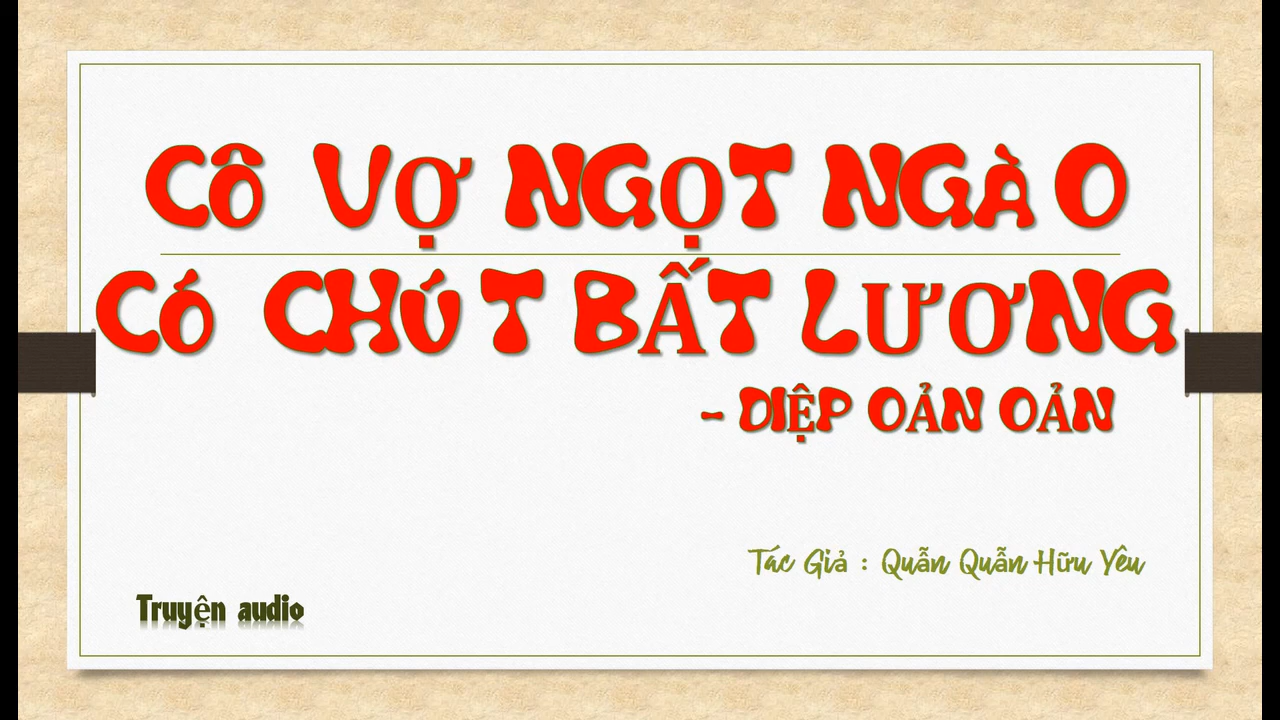 CÔ VỢ NGỌT NGÀO
CÓ CHÚT BẤT LƯƠNG
- DIỆP OẢN OẢN
Tác Giả : Quẫn Quẫn Hữu Yêu
Truyện audio